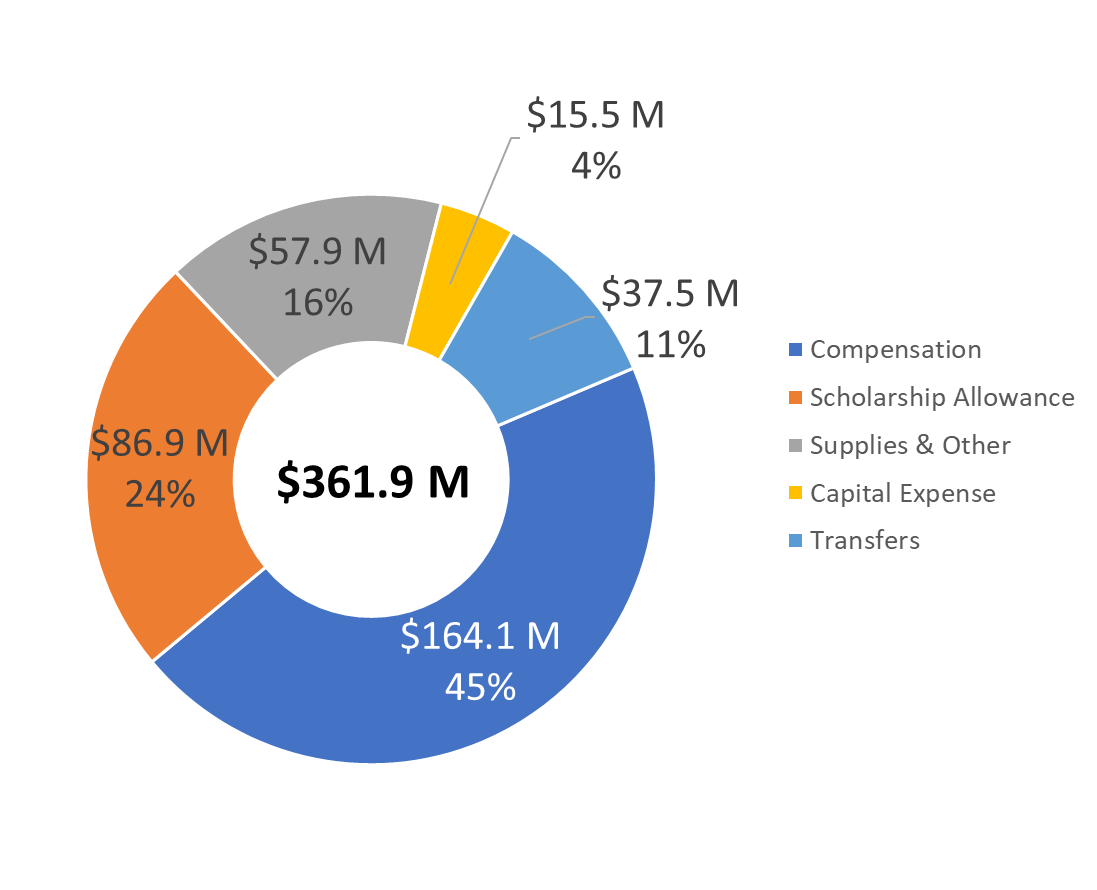 $15.5 M
4%
$57.9 M
16%
$37.5 M
11%
$86.9 M
24%
$361.9 M
$164.1 M
45%
Compensation
Scholarship Allowance
Supplies & Other
Capital Expense
Transfers